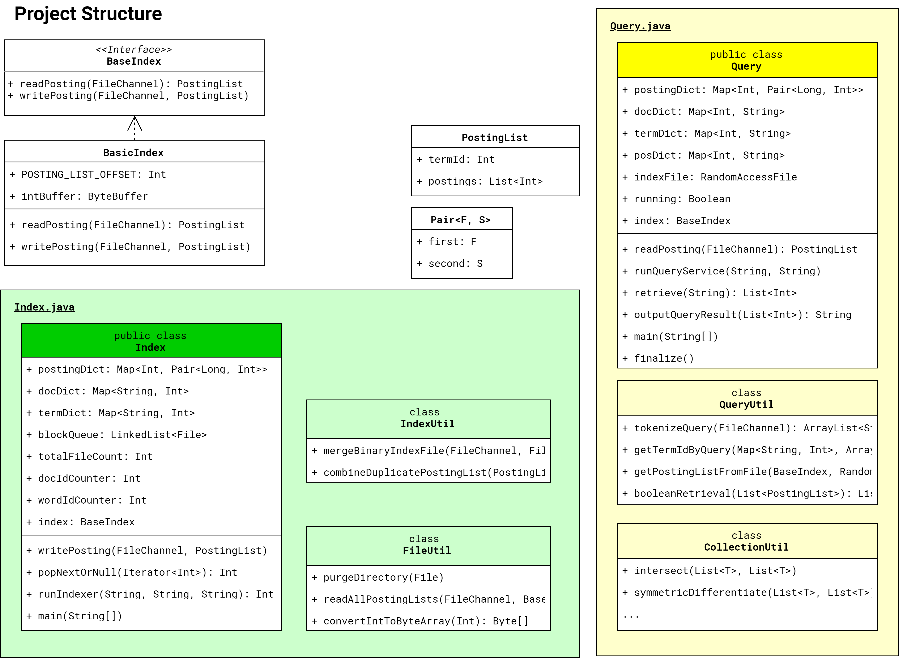 Project Structure
<<Interface>>
BaseIndex
+ readPosting(FileChannel): PostingList
+ writePosting(FileChannel, PostingList)
BasicIndex
+ POSTING_LIST_OFFSET: Int
+ intBuffer: ByteBuffer
+ readPosting(FileChannel): PostingList
+ writePosting(FileChannel, PostingList)
PostingList
+ termId: Int
+ postings: List<Int>
Pair<F, S>
+ first: F
+ second: S
Index.java
public class
Index
+ postingDict: Map<Int, Pair<Long, Int>>
+ docDict: Map<String, Int>
+ termDict: Map<String, Int>
+ blockQueue: LinkedList<File>
+ totalFileCount: Int
+ docIdCounter: Int
+ wordIdCounter: Int
+ index: BaseIndex
+ writePosting(FileChannel, PostingList)
+ popNextOrNull(Iterator<Int>): Int
+ runIndexer(String, String, String): Int
+ main(String[])
class
IndexUtil
+ mergeBinaryIndexFile(FileChannel, Fil
+ combineDuplicatePostingList(PostingLi
class
FileUtil
+ purgeDirectory(File)
+ readAllPostingLists(FileChannel, Base
+ convertIntToByteArray(Int): Byte[]
Query.java
public class
Query
+ postingDict: Map<Int, Pair<Long, Int>>
+ docDict: Map<Int, String>
+ termDict: Map<Int, String>
+ posDict: Map<Int, String>
+ indexFile: RandomAccessFile
+ running: Boolean
+ index: BaseIndex
+ readPosting(FileChannel): PostingList
+ runQueryService(String, String)
+ retrieve(String): List<Int>
+ outputQueryResult(List<Int>): String
+ main(String[])
+ finalize()
class
QueryUtil
+ tokenizeQuery(FileChannel): ArrayList<St
+ getTermIdByQuery(Map<String, Int>, Array
+ getPostingListFromFile(BaseIndex, Random
+ booleanRetrieval(List<PostingList>): Lis
class
CollectionUtil
+ intersect(List<T>, List<T>)
+ symmetricDifferentiate(List<T>, List<T>
...